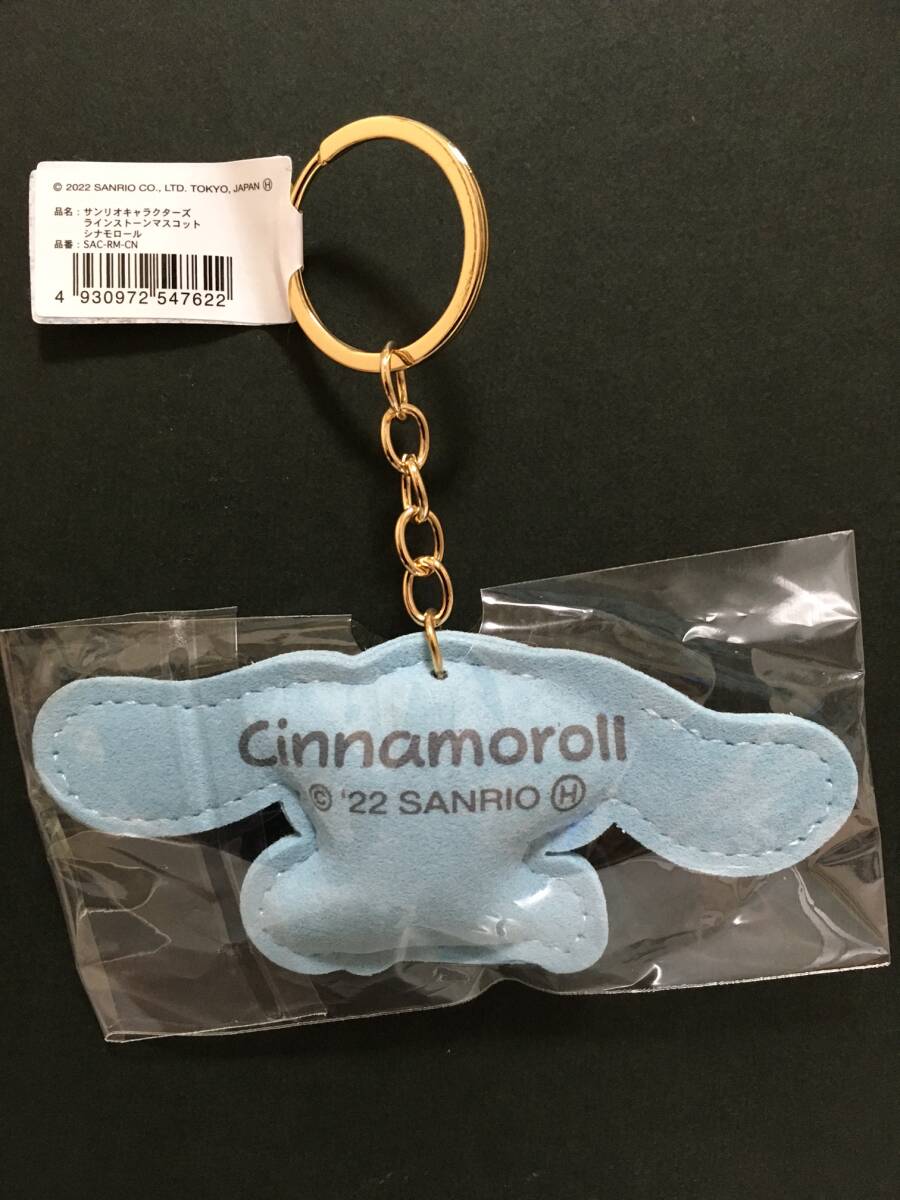 © 2022 SANRIO CO., LTD. TOKYO, JAPAN Ⓗ
品名：サンリオキャラクターズ
ラインストーンマスコット
シナモロール
品番：SAC-RM-CN
4 930972 547622
Cinnamoroll
© '22 SANRIO Ⓗ